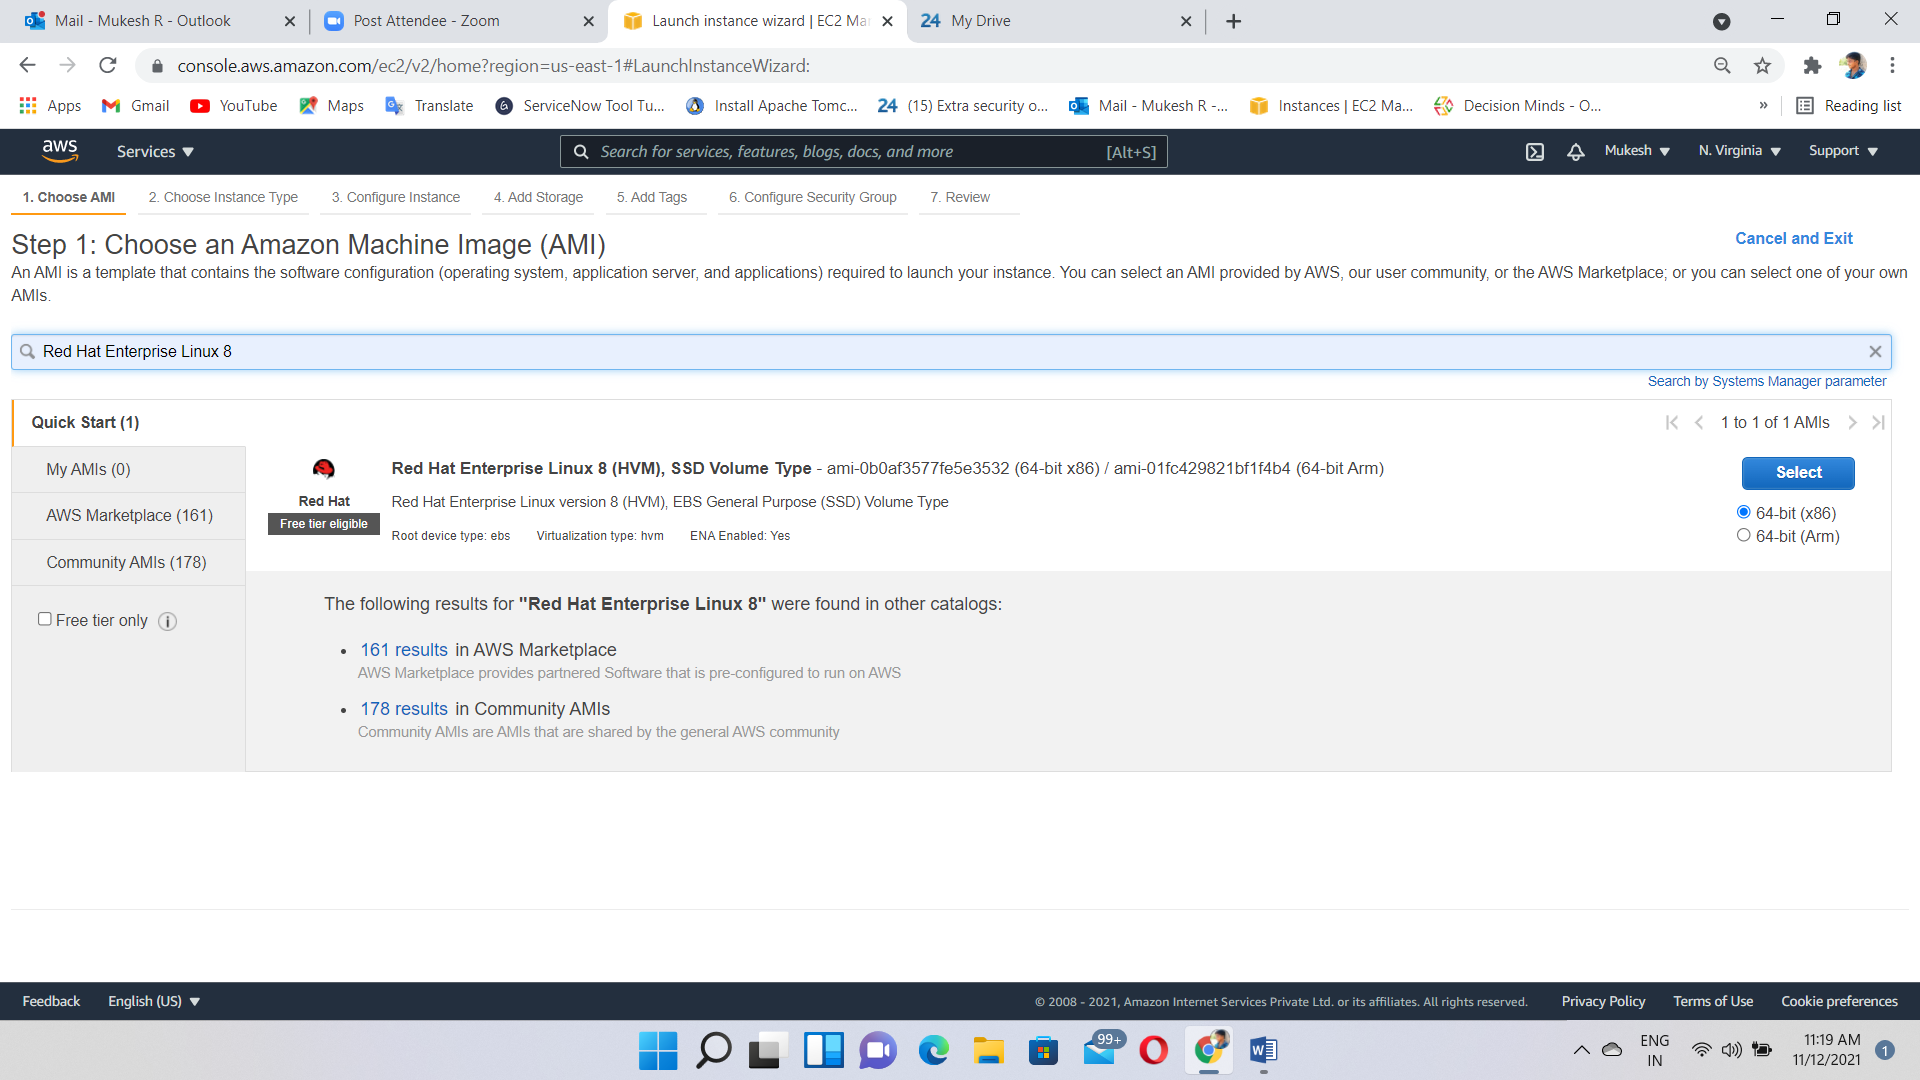 Mail - Mukesh R - Outlook
Post Attendee - Zoom
Launch instance wizard | EC2 Ma
24 My Drive
console.aws.amazon.com/ec2/v2/home?region=us-east-1#LaunchInstanceWizard:
Apps
Gmail
YouTube
Maps
Translate
ServiceNow Tool Tu...
Install Apache Tomc...
24 (15) Extra security o...
Mail - Mukesh R -...
Instances | EC2 Ma...
Decision Minds - O...
»
Reading list
aws
Services
Search for services, features, blogs, docs, and more
[Alt+S]
Mukesh
N. Virginia
Support
1. Choose AMI
2. Choose Instance Type
3. Configure Instance
4. Add Storage
5. Add Tags
6. Configure Security Group
7. Review
Step 1: Choose an Amazon Machine Image (AMI)
Cancel and Exit
An AMI is a template that contains the software configuration (operating system, application server, and applications) required to launch your instance. You can select an AMI provided by AWS, our user community, or the AWS Marketplace; or you can select one of your own
AMIs.
Red Hat Enterprise Linux 8
Search by Systems Manager parameter
Quick Start (1)
1 to 1 of 1 AMIs
My AMIs (0)
AWS Marketplace (161)
Community AMIs (178)
Free tier only
Red Hat
Free tier eligible
Red Hat Enterprise Linux 8 (HVM), SSD Volume Type - ami-0b0af3577fe5e3532 (64-bit x86) / ami-01fc429821bf1f4b4 (64-bit Arm)
Red Hat Enterprise Linux version 8 (HVM), EBS General Purpose (SSD) Volume Type
Root device type: ebs
Virtualization type: hvm
ENA Enabled: Yes
Select
64-bit (x86)
64-bit (Arm)
The following results for "Red Hat Enterprise Linux 8" were found in other catalogs:
• 161 results in AWS Marketplace
AWS Marketplace provides partnered Software that is pre-configured to run on AWS
• 178 results in Community AMIs
Community AMIs are AMIs that are shared by the general AWS community
Feedback
English (US)
© 2008 - 2021, Amazon Internet Services Private Ltd. or its affiliates. All rights reserved.
Privacy Policy
Terms of Use
Cookie preferences
99+
ENG
IN
11:19 AM
11/12/2021
1